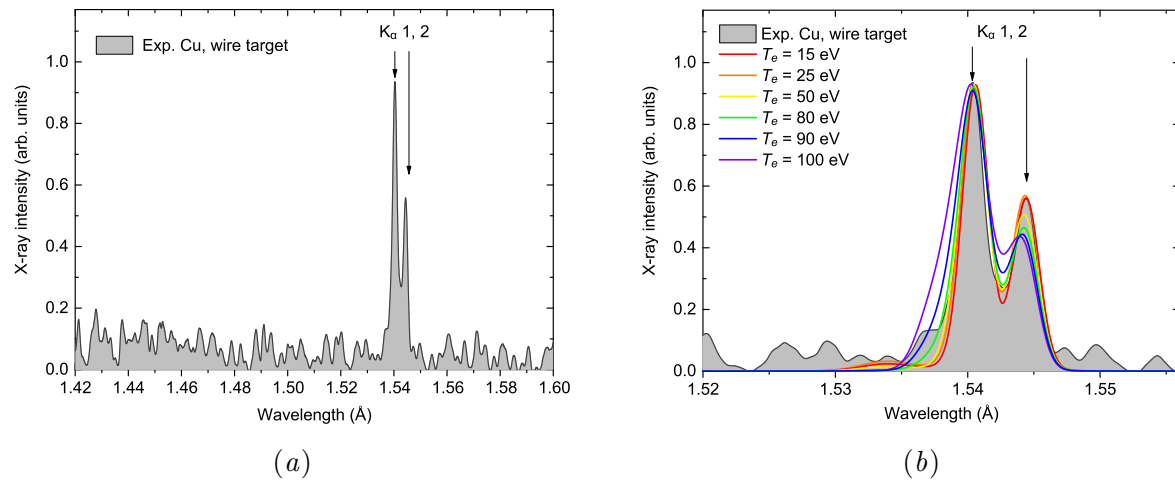 Exp. Cu, wire target
Kα 1, 2
X-ray intensity (arb. units)
1.0
0.8
0.6
0.4
0.2
0.0
1.42 1.44 1.46 1.48 1.50 1.52 1.54 1.56 1.58 1.60
Wavelength (Å)
(a)
Exp. Cu, wire target
Kα 1, 2
Te = 15 eV
Te = 25 eV
Te = 50 eV
Te = 80 eV
Te = 90 eV
Te = 100 eV
X-ray intensity (arb. units)
1.0
0.8
0.6
0.4
0.2
0.0
1.52 1.53 1.54 1.55
Wavelength (Å)
(b)